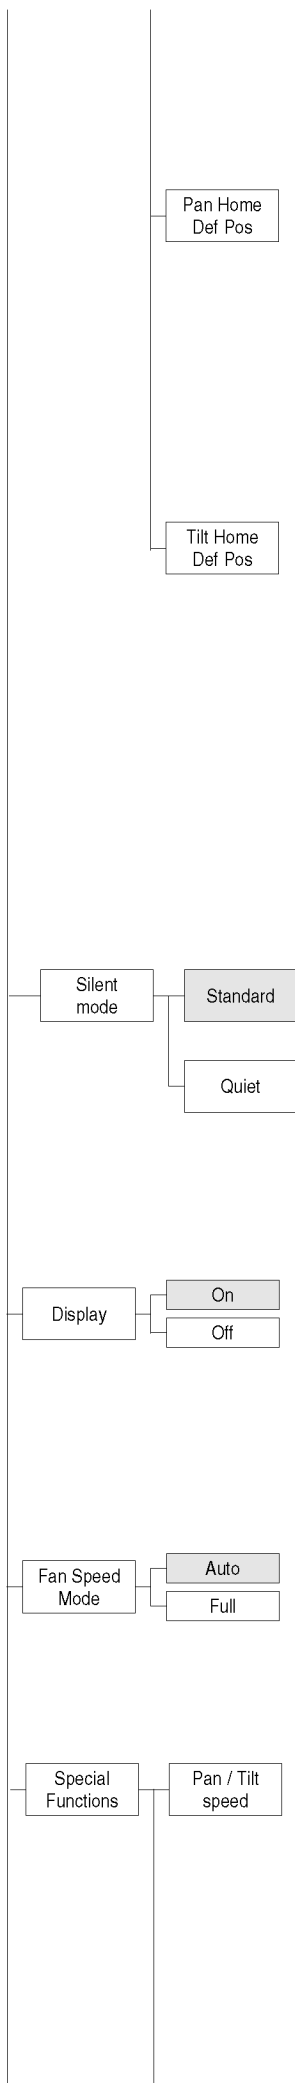 Pan Home
Def Pos
Tilt Home
Def Pos
Silent
mode
Standard
Quiet
Display
On
Off
Fan Speed
Mode
Auto
Full
Special
Functions
Pan / Tilt
speed